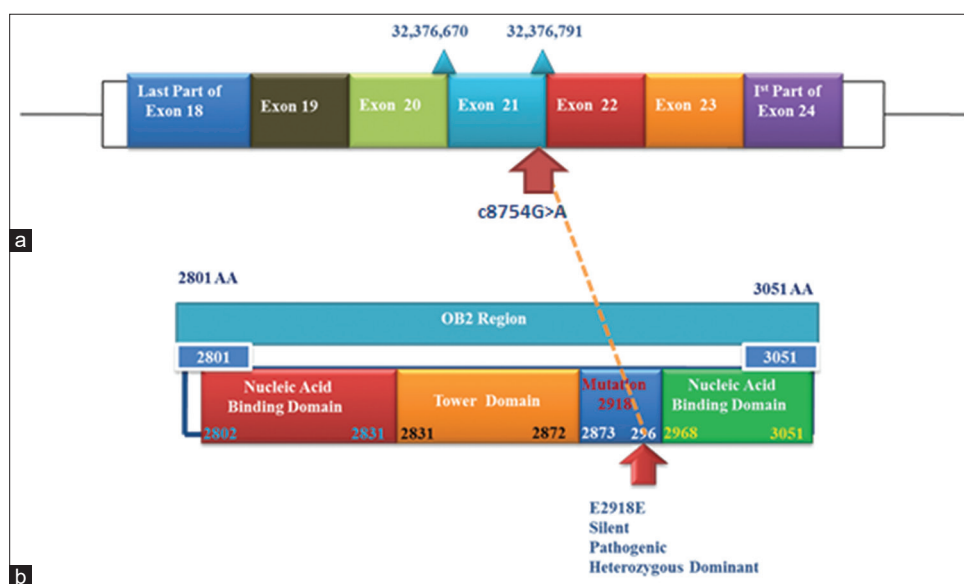 32,376,670 32,376,791
Last Part of Exon 19 Exon 20 Exon 21 Exon 22 Exon 23 Iˢᵗ Part of
Exon 18 Exon 24
c8754G>A
a
2801 AA 3051 AA
OB2 Region
2801 3051
Nucleic Acid Tower Domain Mutation Nucleic Acid
Binding Domain 2918 Binding Domain
2802 2831 2831 2872 2873 296 2968 3051
E2918E
Silent
Pathogenic
Heterozygous Dominant
b